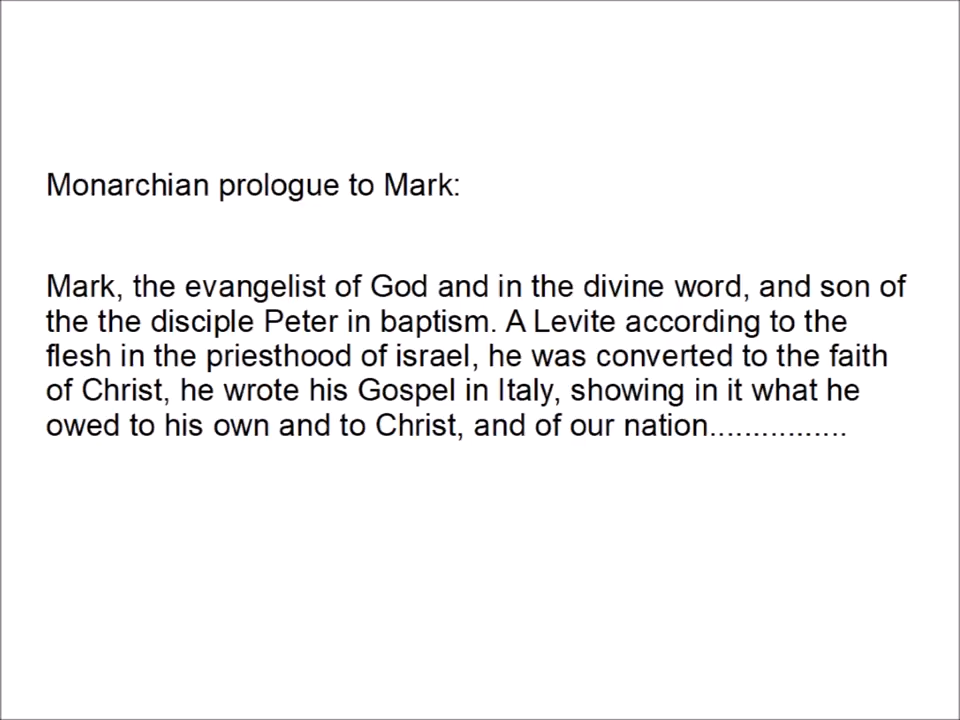 Monarchian prologue to Mark:
Mark, the evangelist of God and in the divine word, and son of
the the disciple Peter in baptism. A Levite according to the
flesh in the priesthood of israel, he was converted to the faith
of Christ, he wrote his Gospel in Italy, showing in it what he
owed to his own and to Christ, and of our nation................